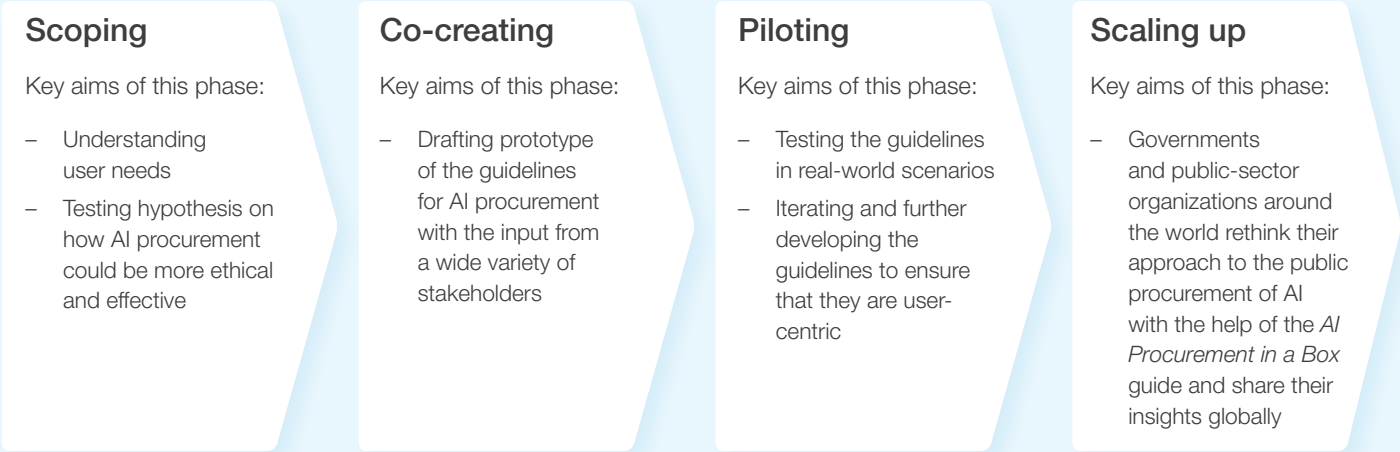 Scoping
Key aims of this phase:
– Understanding
user needs
– Testing hypothesis on
how AI procurement
could be more ethical
and effective
Co-creating
Key aims of this phase:
– Drafting prototype
of the guidelines
for AI procurement
with the input from
a wide variety of
stakeholders
Piloting
Key aims of this phase:
– Testing the guidelines
in real-world scenarios
– Iterating and further
developing the
guidelines to ensure
that they are user-
centric
Scaling up
Key aims of this phase:
– Governments
and public-sector
organizations around
the world rethink their
approach to the public
procurement of AI
with the help of the AI
Procurement in a Box
guide and share their
insights globally